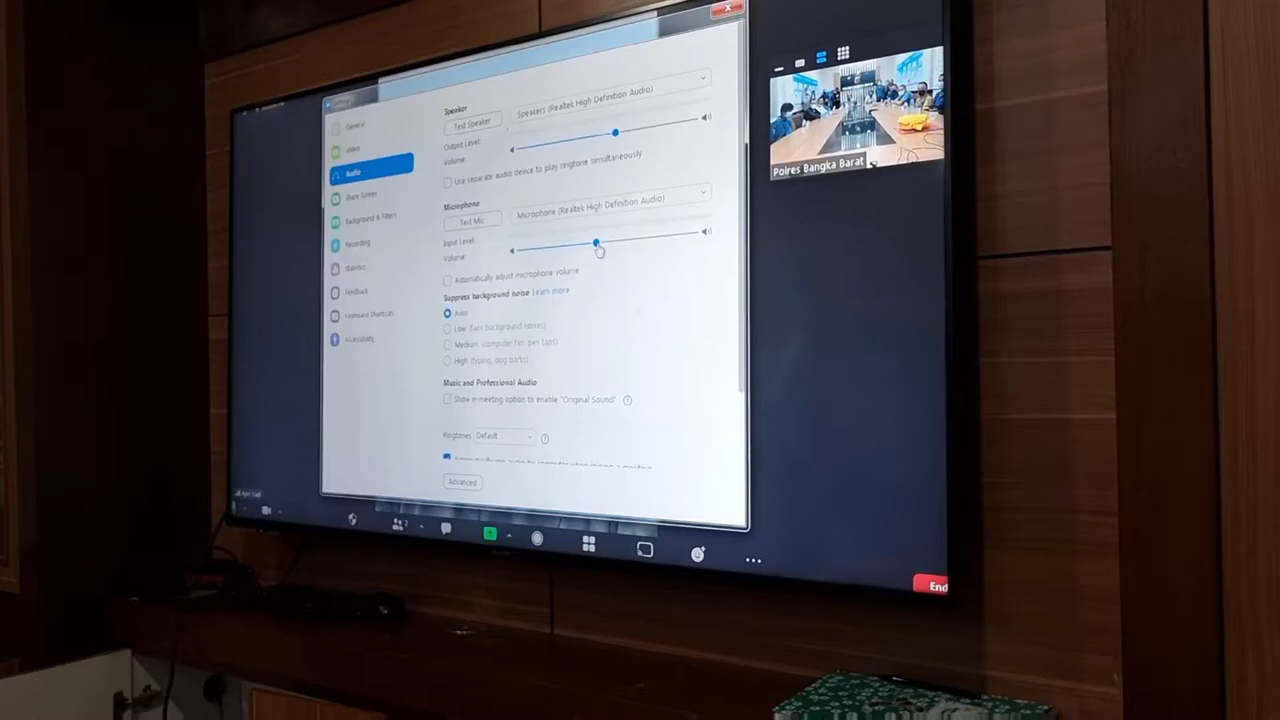 Settings
General
Video
Audio
Share Screen
Background & Filters
Recording
Statistics
Feedback
Keyboard Shortcuts
Accessibility
Speaker
Test Speaker
Speakers (Realtek High Definition Audio)
Output Level:
Volume:
Use separate audio device to play ringtone simultaneously
Microphone
Test Mic
Microphone (Realtek High Definition Audio)
Input Level:
Volume:
Automatically adjust microphone volume
Suppress background noise Learn more
Auto
Low (faint background noises)
Medium (computer fan, pen taps)
High (typing, dog barks)
Music and Professional Audio
Show in-meeting option to enable "Original Sound"
Ringtones Default
Advanced
Polres Bangka Barat
2
End